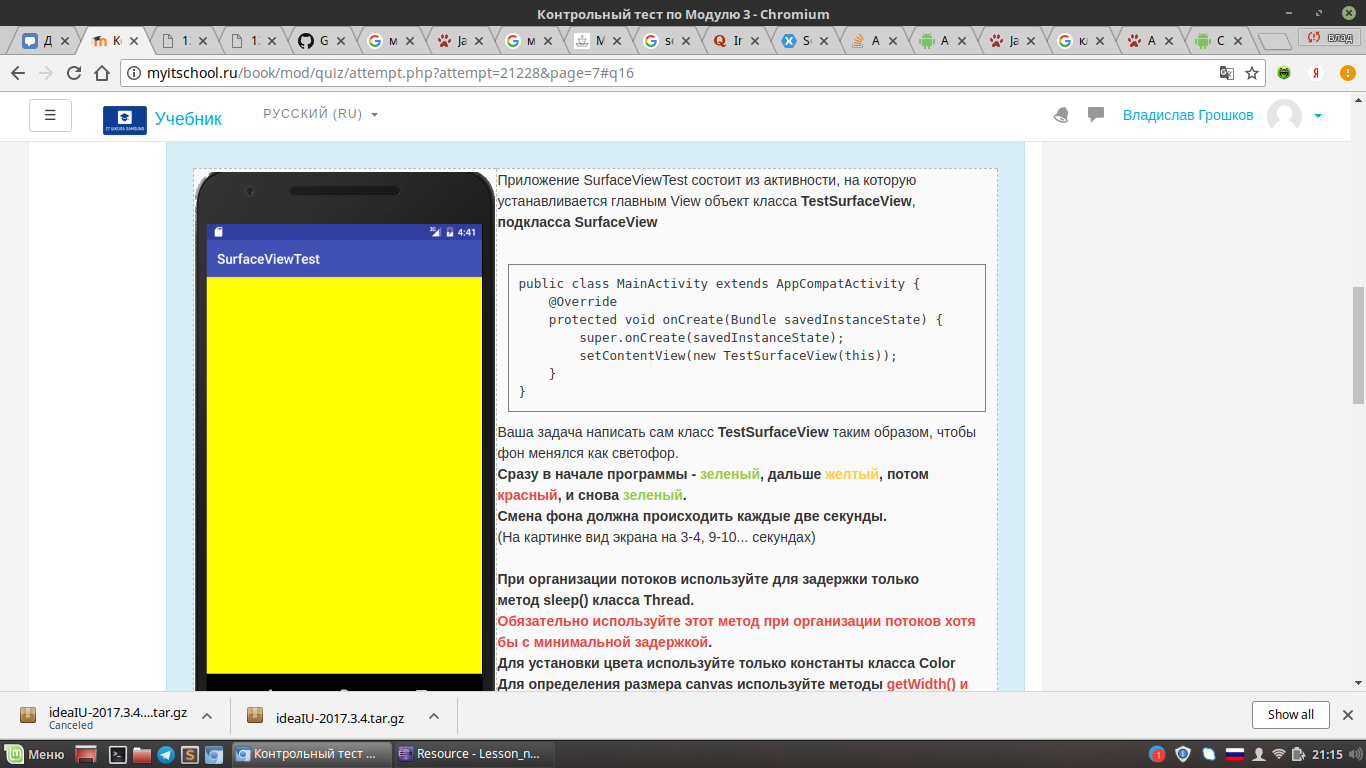 Контрольный тест по Модулю 3 - Chromium
Д
К
1
1
G
м
Ja
м
М
se
Ir
S
A
A
Ja
кл
A
С
влад
myitschool.ru/book/mod/quiz/attempt.php?attempt=21228&page=7#q16
IT ШКОЛА SAMSUNG
Учебник
РУССКИЙ (RU)
Владислав Грошков
4:41
SurfaceViewTest
Приложение SurfaceViewTest состоит из активности, на которую
устанавливается главным View объект класса TestSurfaceView,
подкласса SurfaceView
public class MainActivity extends AppCompatActivity {
@Override
protected void onCreate(Bundle savedInstanceState) {
super.onCreate(savedInstanceState);
setContentView(new TestSurfaceView(this));
}
}
Ваша задача написать сам класс TestSurfaceView таким образом, чтобы
фон менялся как светофор.
Сразу в начале программы - зеленый, дальше желтый, потом
красный, и снова зеленый.
Смена фона должна происходить каждые две секунды.
(На картинке вид экрана на 3-4, 9-10... секундах)
При организации потоков используйте для задержки только
метод sleep() класса Thread.
Обязательно используйте этот метод при организации потоков хотя
бы с минимальной задержкой.
Для установки цвета используйте только константы класса Color
Для определения размера canvas используйте методы getWidth() и
ideaIU-2017.3.4....tar.gz
Canceled
ideaIU-2017.3.4.tar.gz
Show all
Меню
Контрольный тест ...
Resource - Lesson_n...
1
21:15